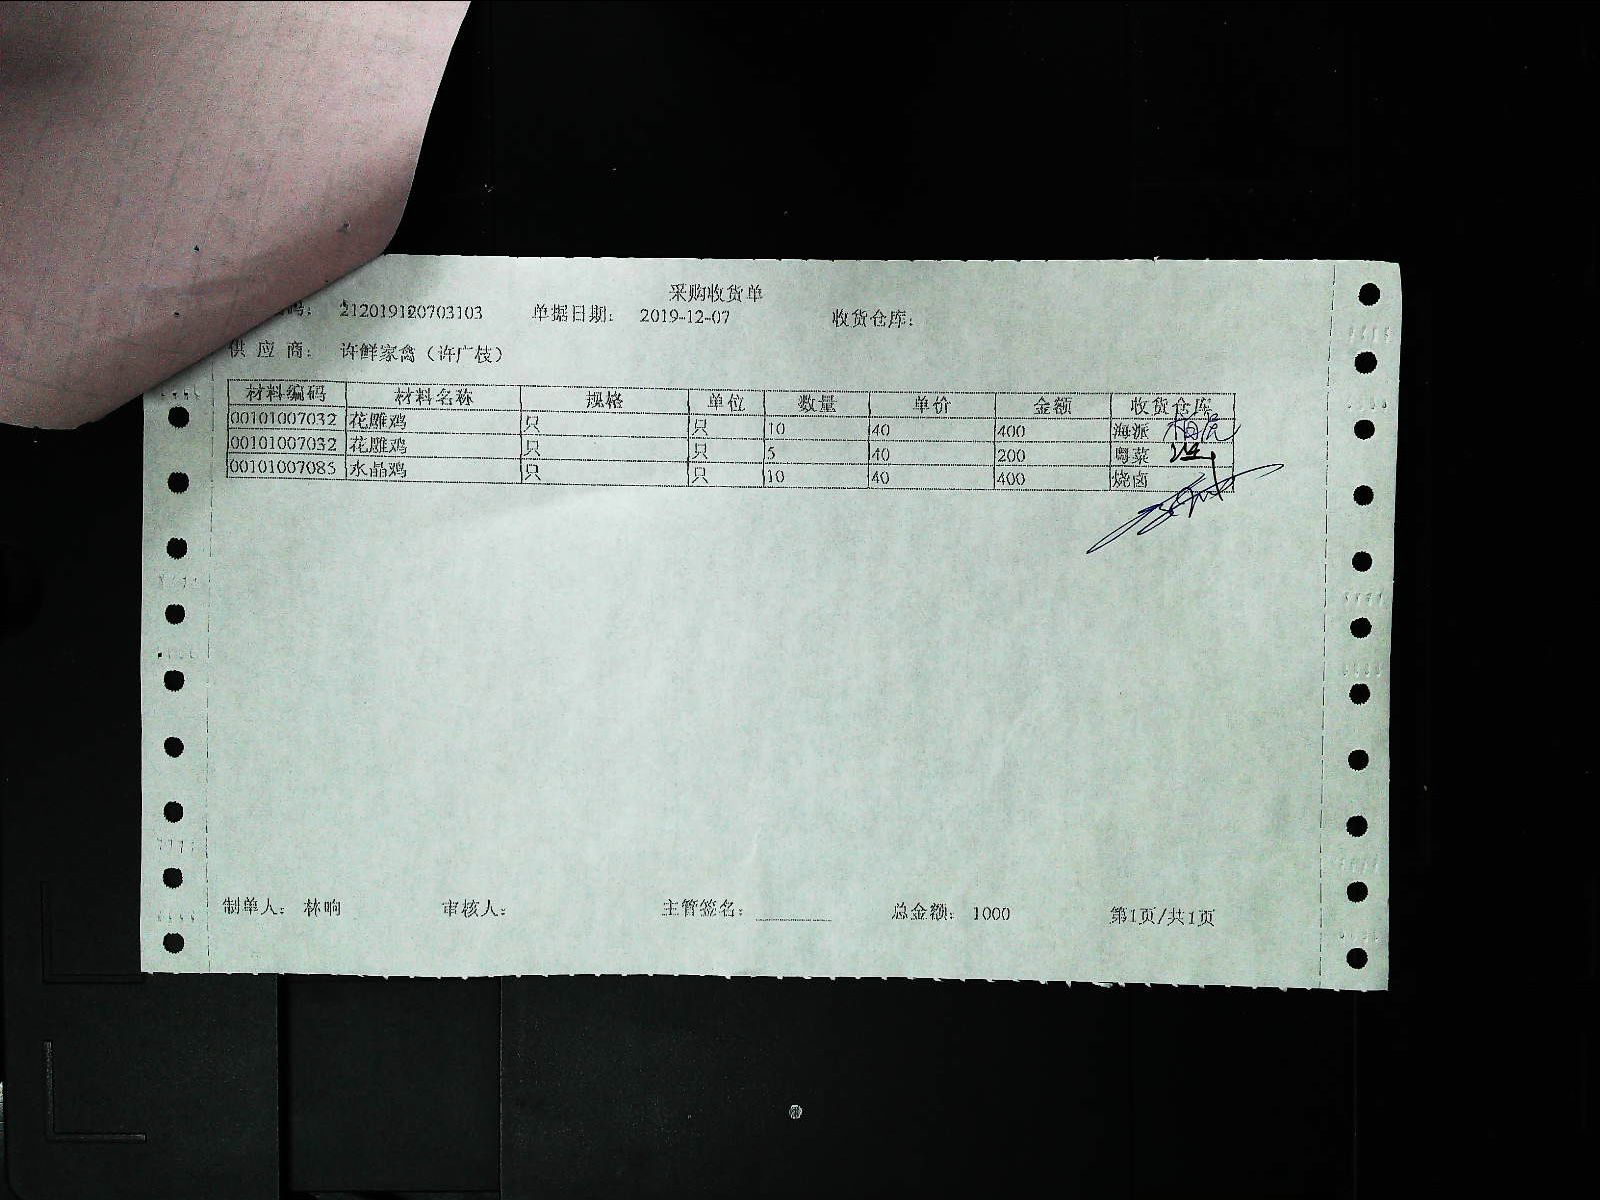 采购收货单
码： 212019120703103 单据日期： 2019-12-07 收货仓库：
供 应 商： 许鲜家禽（许广枝）
材料编码 材料名称 规格 单位 数量 单价 金额 收货仓库
00101007032 花雕鸡 只 只 10 40 400 海派
00101007032 花雕鸡 只 只 5 40 200 粤菜
00101007085 水晶鸡 只 只 10 40 400 烧卤
制单人： 林响 审核人： 主管签名： 总金额： 1000 第1页/共1页